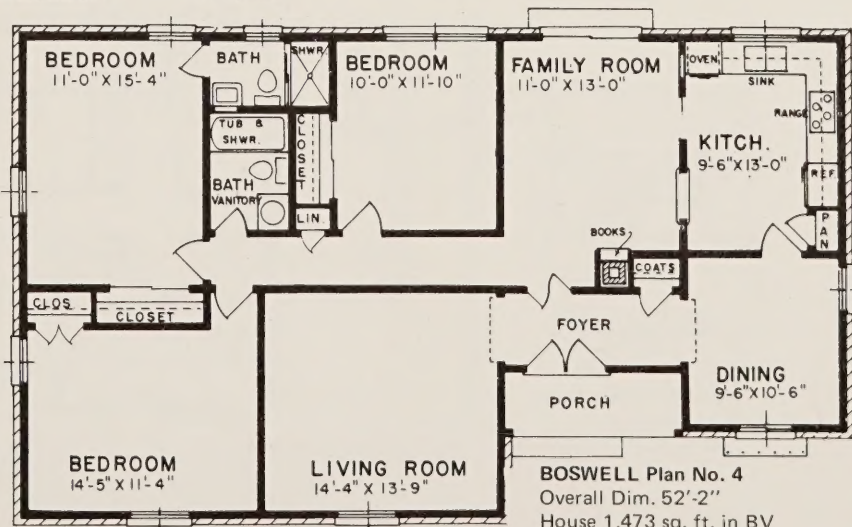 BEDROOM
11'-0" X 15'-4"
BATH
SHWR.
BEDROOM
10'-0" X 11'-10"
FAMILY ROOM
11'-0" X 13'-0"
OVEN
SINK
RANGE
KITCH.
9'-6" X 13'-0"
REF.
PAN
TUB &
SHWR.
BATH
VANITORY
CLOSET
LIN.
BOOKS
COATS
CLOS.
CLOSET
FOYER
PORCH
DINING
9'-6" X 10'-6"
BEDROOM
14'-5" X 11'-4"
LIVING ROOM
14'-4" X 13'-9"
BOSWELL Plan No. 4
Overall Dim. 52'-2"
House 1,473 sq. ft. in BV